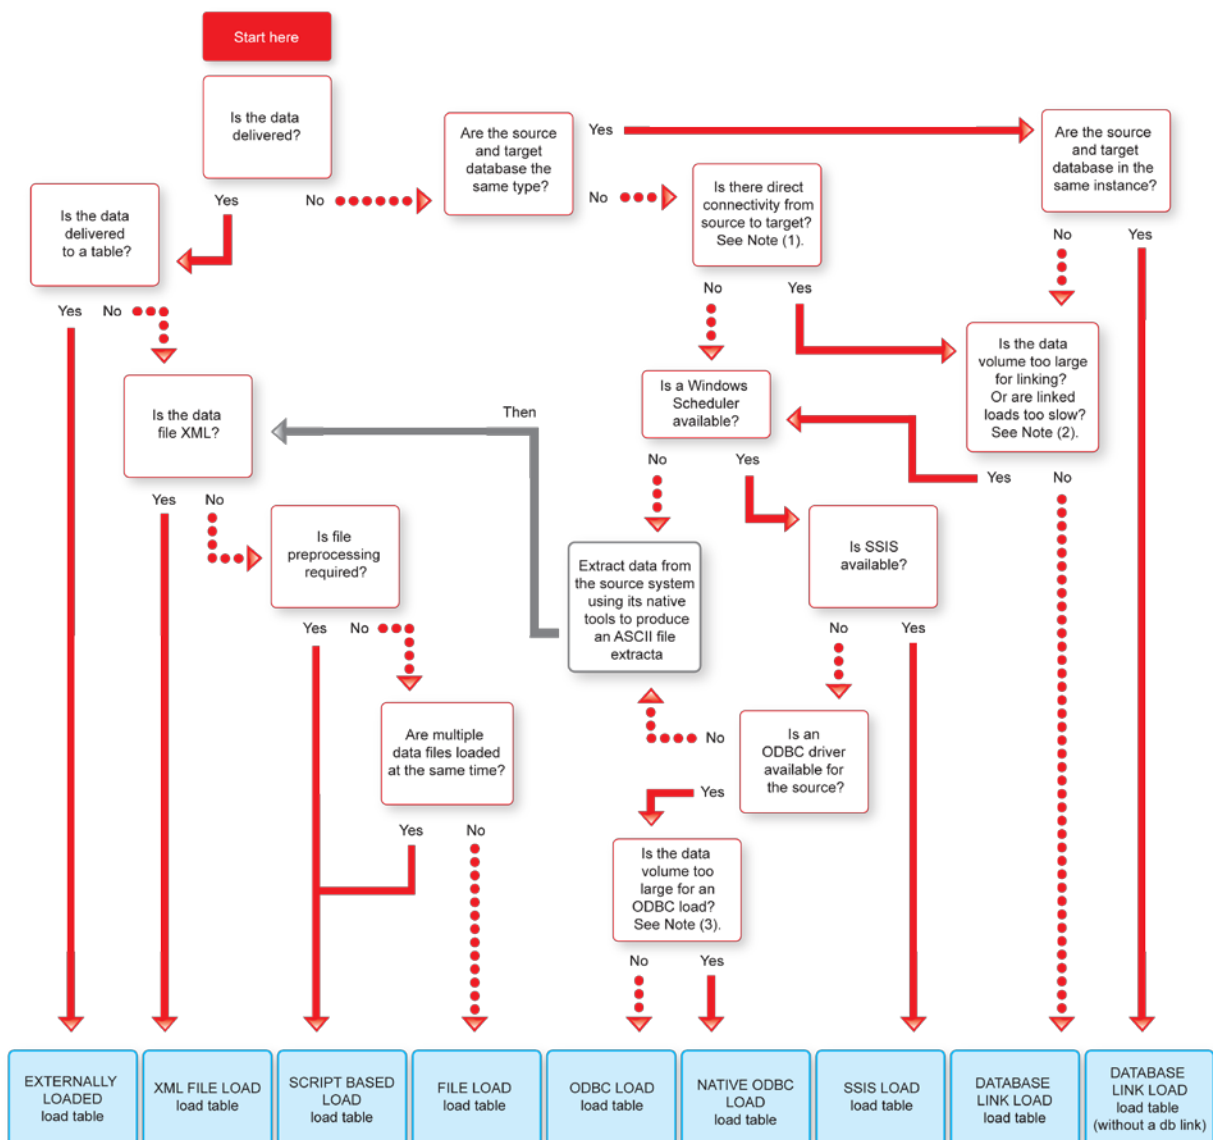 Start here
Is the data
delivered?
Yes
No
Are the source
and target
database the
same type?
Yes
No
Are the source
and target
database in the
same instance?
No
Yes
Is the data
delivered
to a table?
Yes
No
Is there direct
connectivity from
source to target?
See Note (1).
No
Yes
Is the data
volume too large
for linking?
Or are linked
loads too slow?
See Note (2).
Yes
No
Is the data
file XML?
Yes
No
Then
Is a Windows
Scheduler
available?
No
Yes
Is file
preprocessing
required?
Yes
No
Extract data from
the source system
using its native
tools to produce
an ASCII file
extracta
Is SSIS
available?
No
Yes
Are multiple
data files loaded
at the same time?
Yes
No
Is an
ODBC driver
available for
the source?
No
Yes
Is the data
volume too
large for an
ODBC load?
See Note (3).
No
Yes
EXTERNALLY
LOADED
load table
XML FILE LOAD
load table
SCRIPT BASED
LOAD
load table
FILE LOAD
load table
ODBC LOAD
load table
NATIVE ODBC
LOAD
load table
SSIS LOAD
load table
DATABASE
LINK LOAD
load table
DATABASE
LINK LOAD
load table
(without a db link)